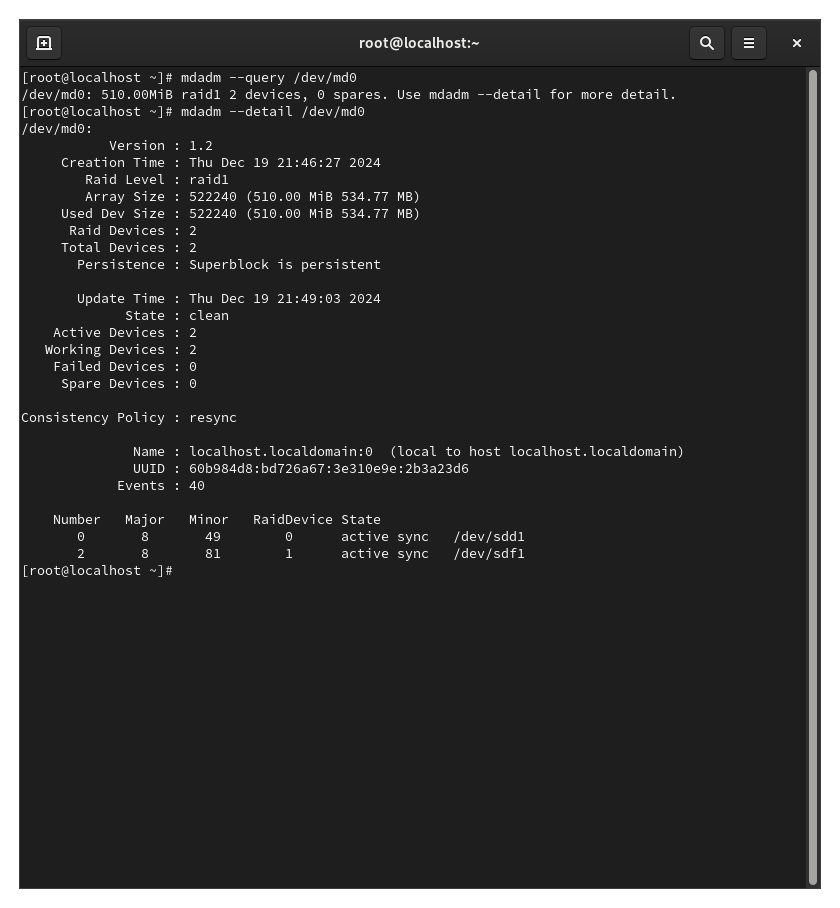 root@localhost:~
[root@localhost ~]# mdadm --query /dev/md0
/dev/md0: 510.00MiB raid1 2 devices, 0 spares. Use mdadm --detail for more detail.
[root@localhost ~]# mdadm --detail /dev/md0
/dev/md0:
           Version : 1.2
     Creation Time : Thu Dec 19 21:46:27 2024
        Raid Level : raid1
        Array Size : 522240 (510.00 MiB 534.77 MB)
     Used Dev Size : 522240 (510.00 MiB 534.77 MB)
      Raid Devices : 2
     Total Devices : 2
       Persistence : Superblock is persistent

       Update Time : Thu Dec 19 21:49:03 2024
             State : clean
    Active Devices : 2
   Working Devices : 2
    Failed Devices : 0
     Spare Devices : 0

Consistency Policy : resync

              Name : localhost.localdomain:0  (local to host localhost.localdomain)
              UUID : 60b984d8:bd726a67:3e310e9e:2b3a23d6
            Events : 40

    Number   Major   Minor   RaidDevice State
       0       8       49        0      active sync   /dev/sdd1
       2       8       81        1      active sync   /dev/sdf1
[root@localhost ~]#